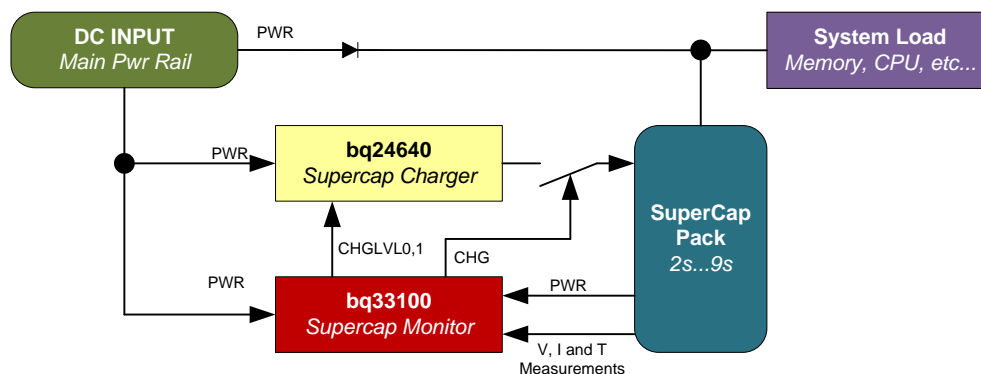 DC INPUT
Main Pwr Rail
PWR
System Load
Memory, CPU, etc...
PWR
bq24640
Supercap Charger
SuperCap
Pack
2s...9s
CHGLVL0,1
CHG
PWR
bq33100
Supercap Monitor
PWR
V, I and T
Measurements